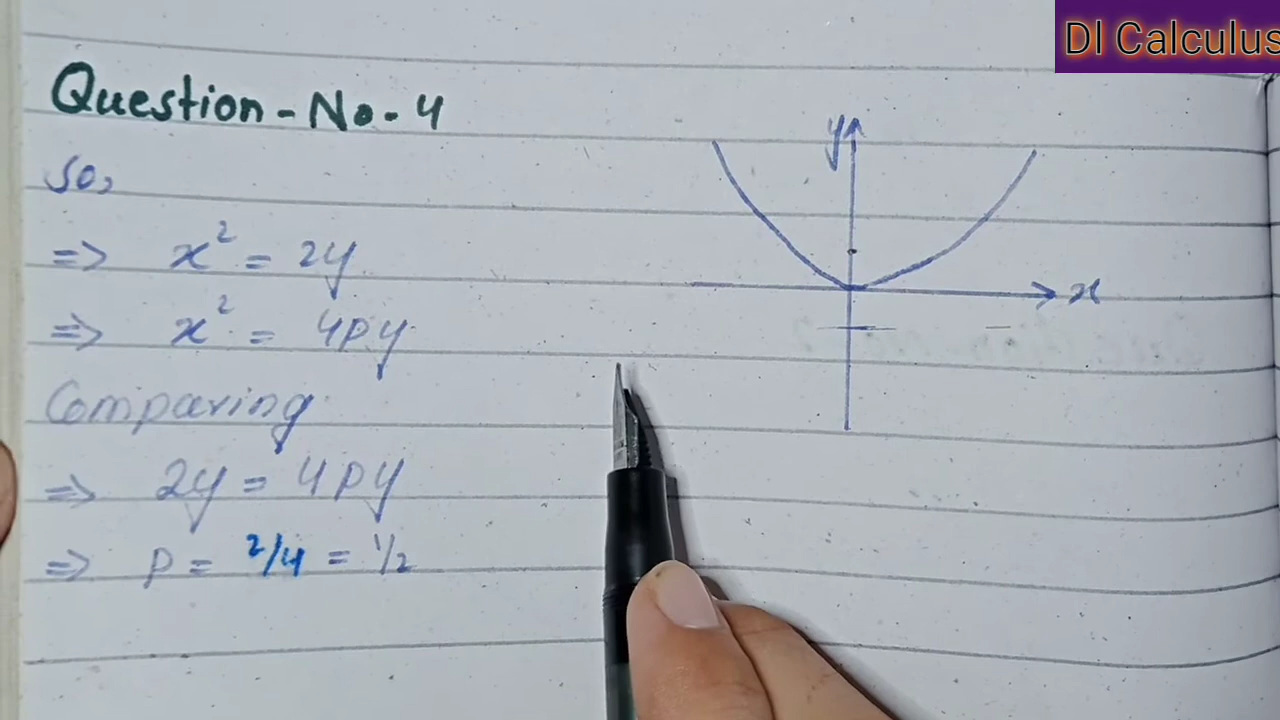 DI Calculus
Question - No - 4
So,
=> x² = 2y
=> x² = 4py
Comparing
=> 2y = 4py
=> p = 2/4 = 1/2
y
x